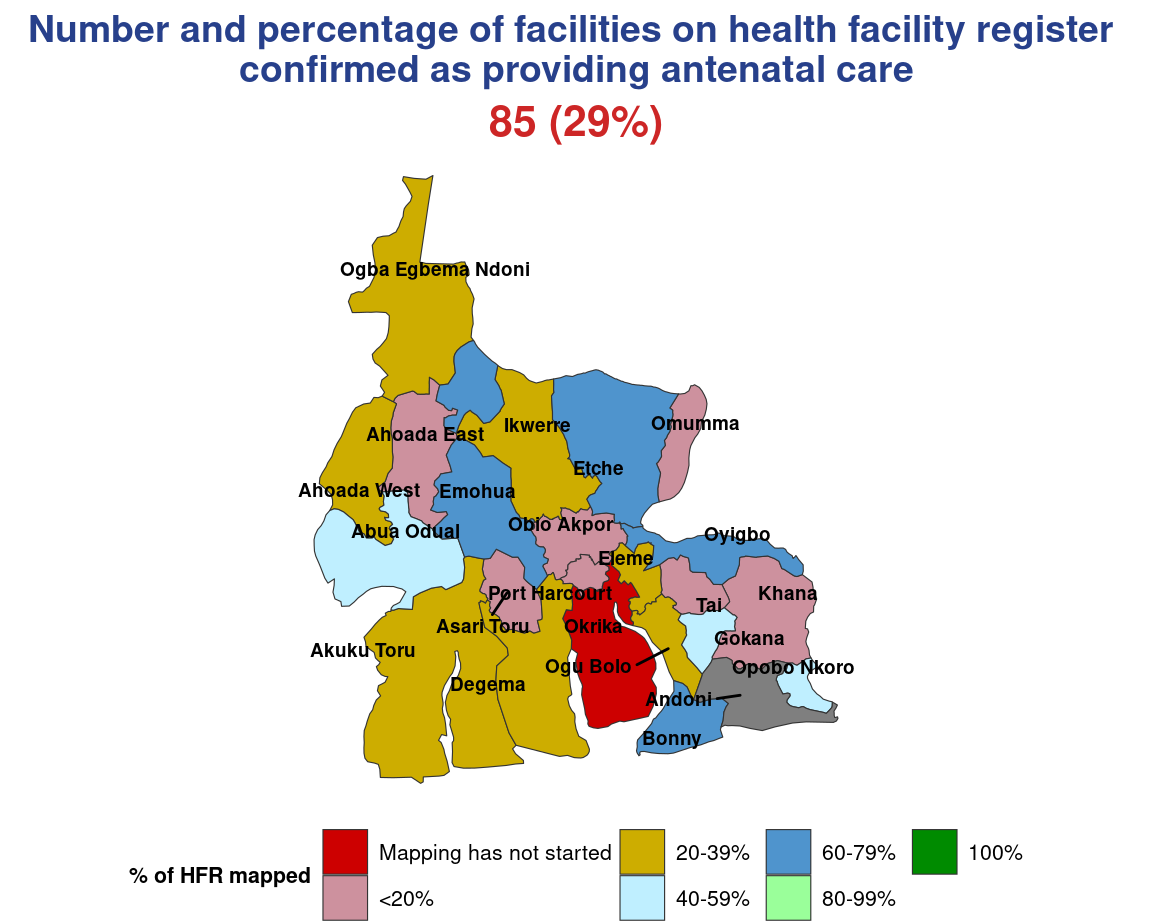 Number and percentage of facilities on health facility register
confirmed as providing antenatal care
85 (29%)
Ogba Egbema Ndoni
Ikwerre
Omumma
Ahoada East
Etche
Ahoada West
Emohua
Abua Odual
Obio Akpor
Oyigbo
Eleme
Port Harcourt
Khana
Tai
Asari Toru
Okrika
Gokana
Akuku Toru
Ogu Bolo
Opobo Nkoro
Degema
Andoni
Bonny
% of HFR mapped
Mapping has not started
<20%
20-39%
40-59%
60-79%
80-99%
100%